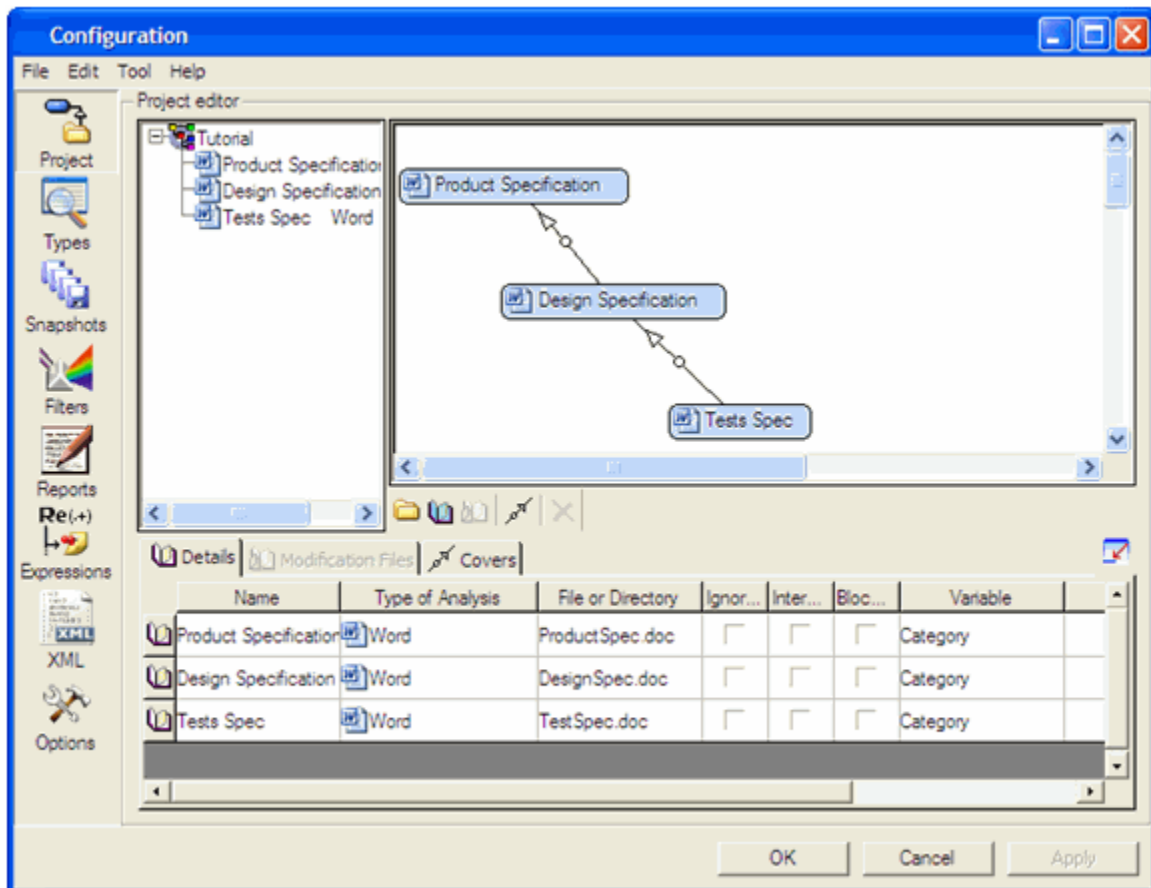 Configuration
File Edit Tool Help
Project editor
Project
Types
Snapshots
Filters
Reports
Re(.+)
Expressions
XML
XML
Options
Tutorial
Product Specification
Design Specification
Tests Spec Word
Product Specification
Design Specification
Tests Spec
Details Modification Files Covers
Name Type of Analysis File or Directory Ignor... Inter... Bloc... Variable
Product Specification Word ProductSpec.doc Category
Design Specification Word DesignSpec.doc Category
Tests Spec Word TestSpec.doc Category
OK Cancel Apply